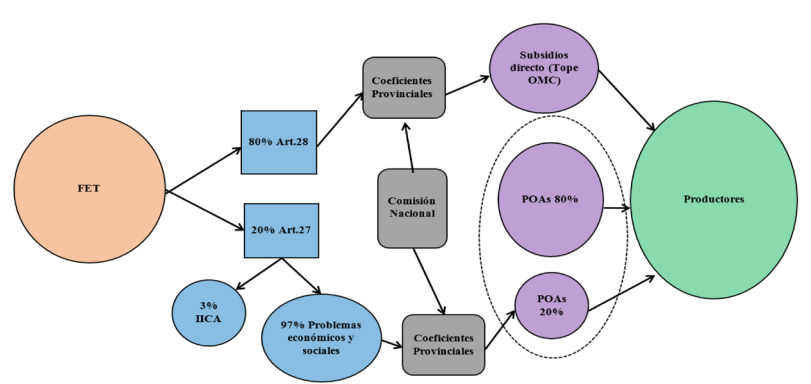 FET
80% Art.28
20% Art.27
3%
IICA
97% Problemas
económicos y
sociales
Coeficientes
Provinciales
Comisión
Nacional
Coeficientes
Provinciales
Subsidios
directo (Tope
OMC)
POAs 80%
POAs
20%
Productores